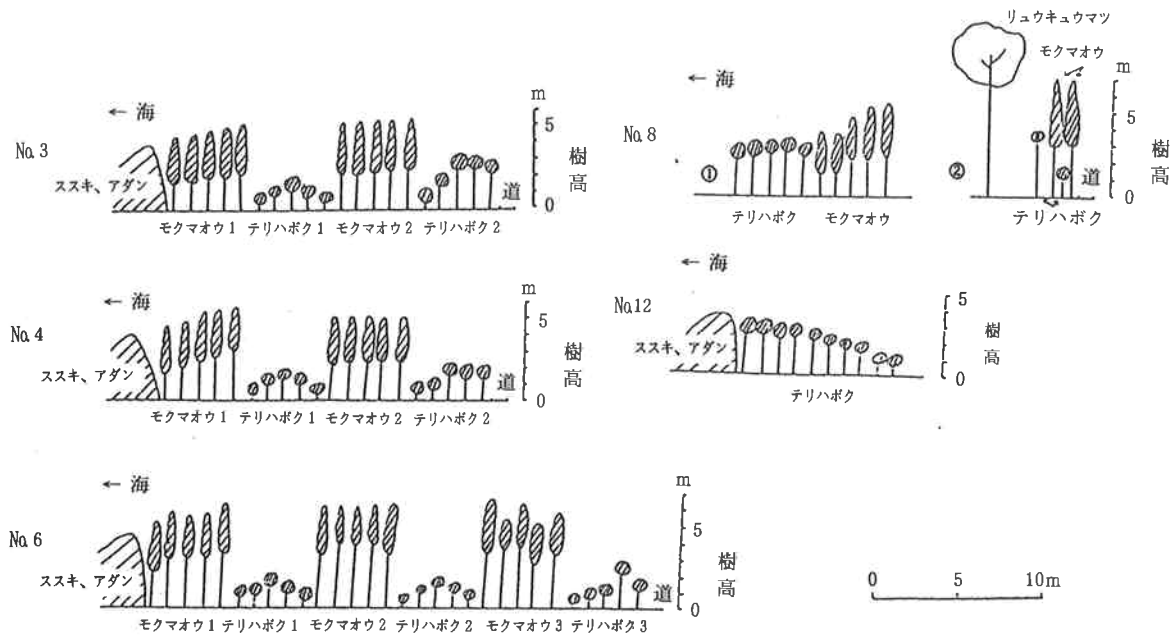 ← 海
m
5
0
樹高
No.3
ススキ、アダン
道
モクマオウ1 テリハボク1 モクマオウ2 テリハボク2
← 海
m
5
0
樹高
No.4
ススキ、アダン
道
モクマオウ1 テリハボク1 モクマオウ2 テリハボク2
← 海
m
5
0
樹高
No.6
ススキ、アダン
道
モクマオウ1 テリハボク1 モクマオウ2 テリハボク2 モクマオウ3 テリハボク3
← 海
No.8
①
テリハボク モクマオウ
リュウキュウマツ
モクマオウ
m
5
0
樹高
②
道
テリハボク
← 海
No.12
5
0
樹高
ススキ、アダン
テリハボク
0 5 10m